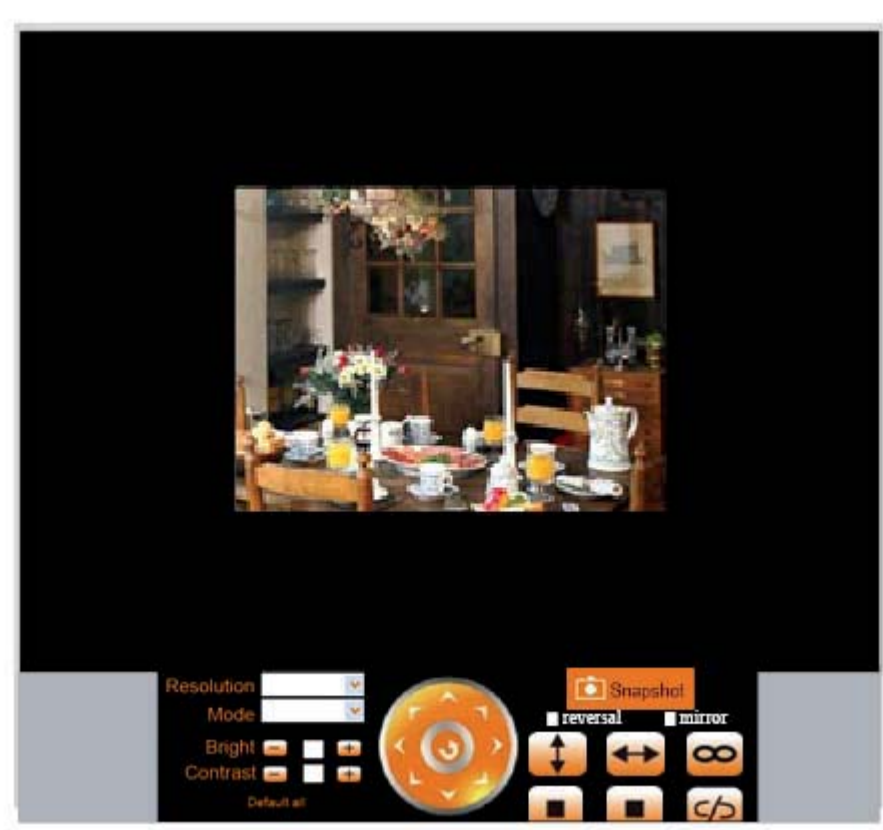 Resolution
Mode
Bright
Contrast
Default all
Snapshot
reversal mirror